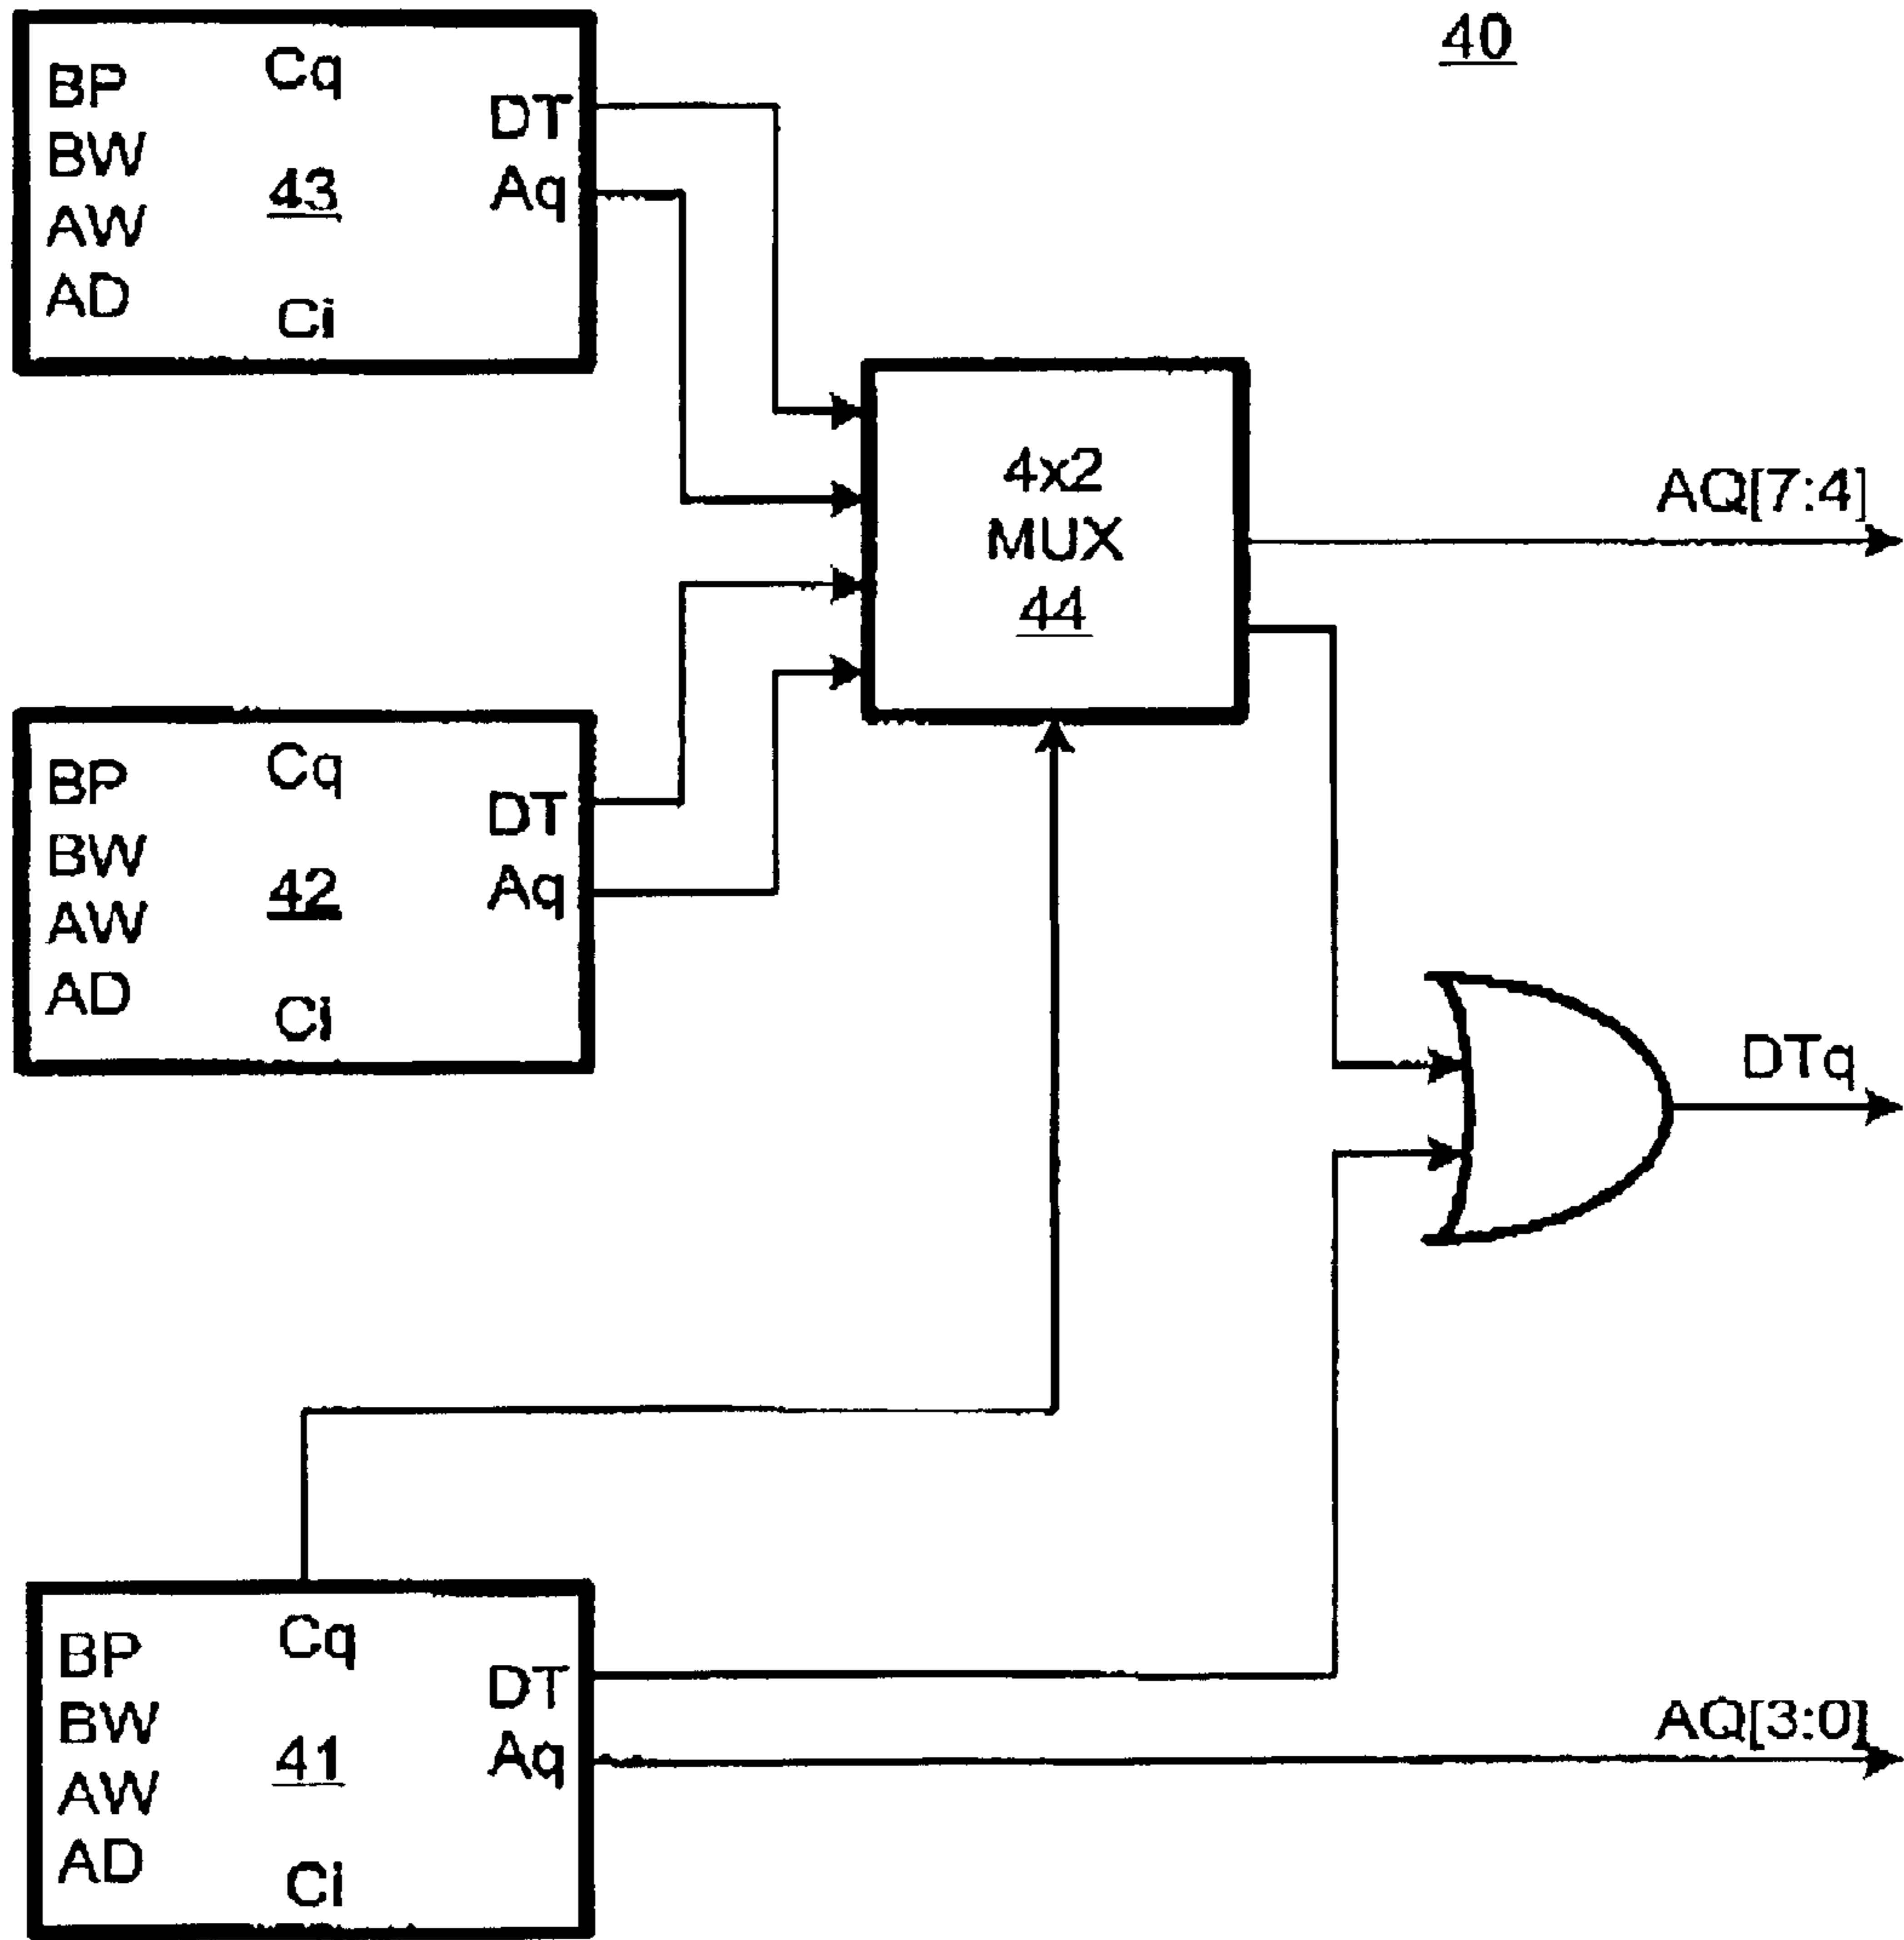 40
Cq
BP
BW
AW
AD
43
DT
Aq
Ci
4x2
MUX
44
AQ[7:4]
Cq
BP
BW
AW
AD
42
DT
Aq
Ci
DTq
Cq
BP
BW
AW
AD
41
DT
Aq
Ci
AQ[3:0]